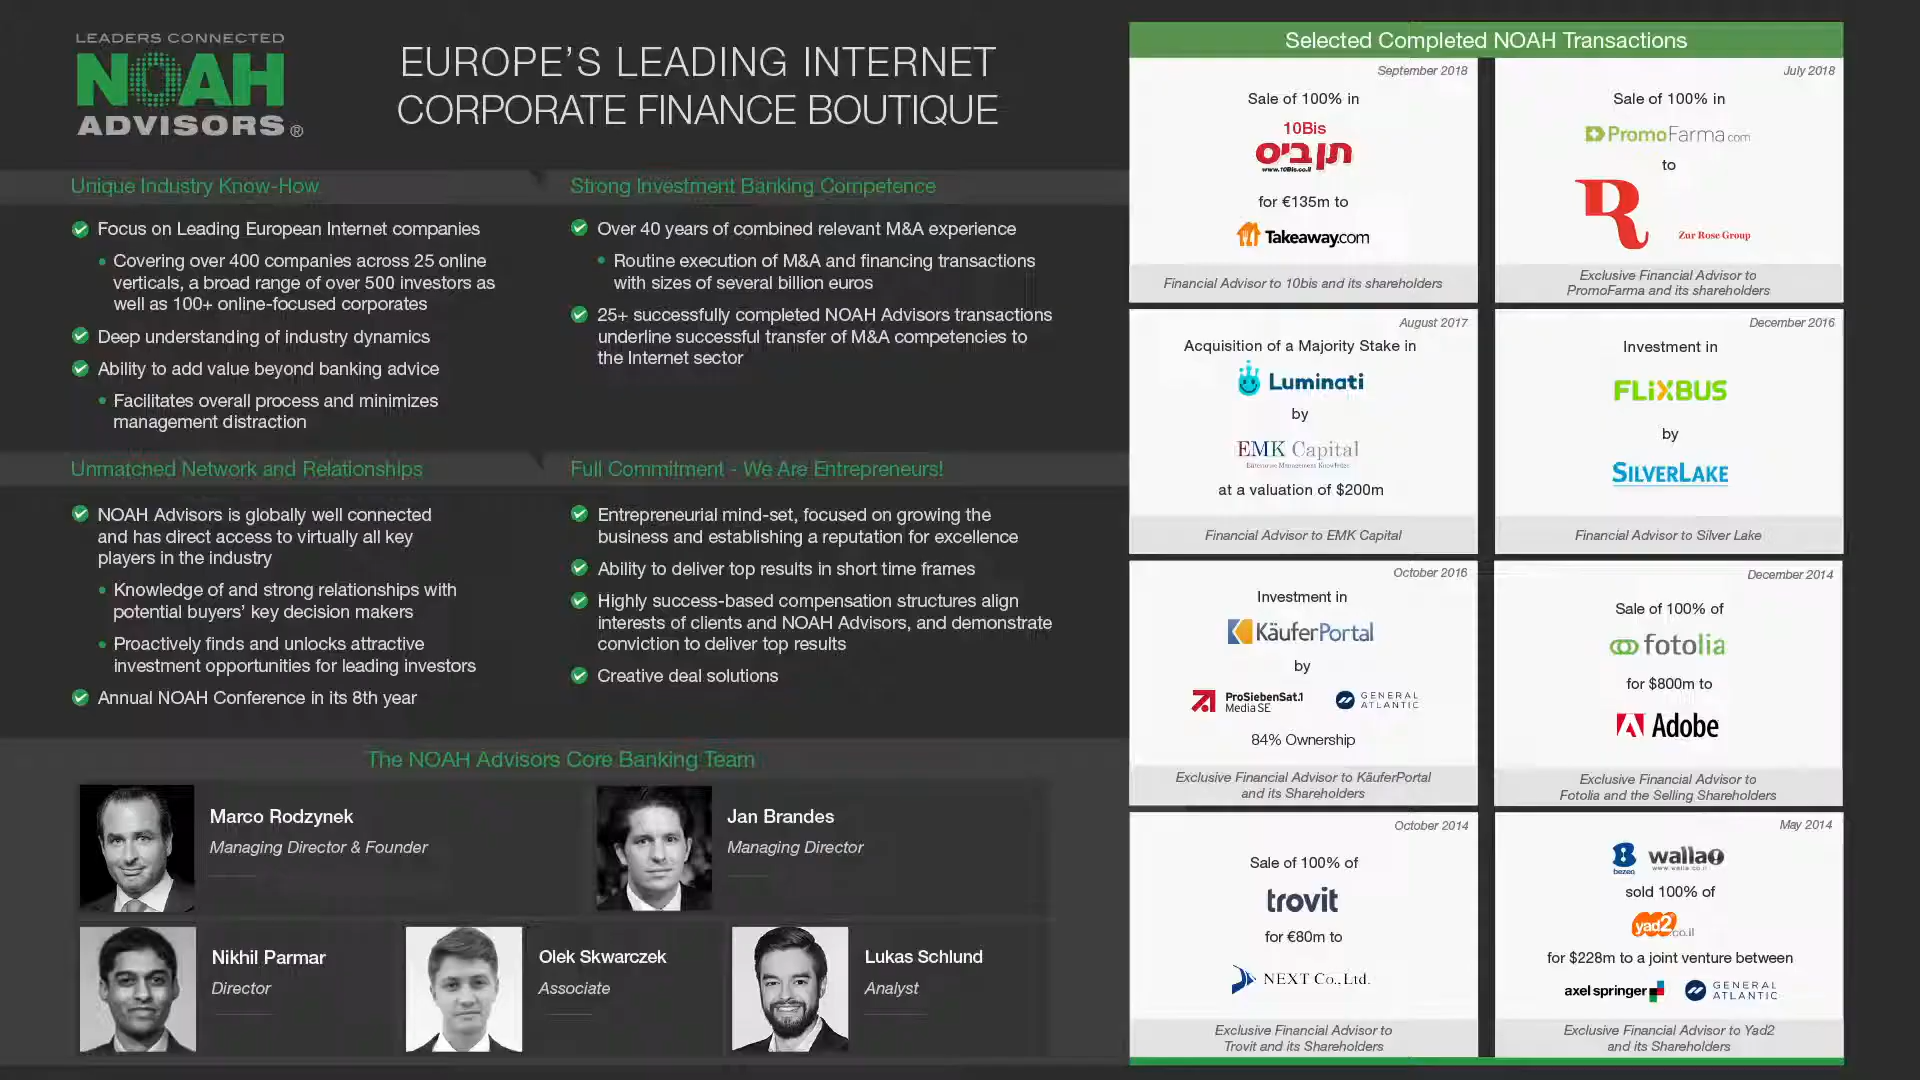 LEADERS CONNECTED
NOAH
ADVISORS®
EUROPE’S LEADING INTERNET
CORPORATE FINANCE BOUTIQUE
Unique Industry Know-How
Focus on Leading European Internet companies
• Covering over 400 companies across 25 online
verticals, a broad range of over 500 investors as
well as 100+ online-focused corporates
Deep understanding of industry dynamics
Ability to add value beyond banking advice
• Facilitates overall process and minimizes
management distraction
Strong Investment Banking Competence
Over 40 years of combined relevant M&A experience
• Routine execution of M&A and financing transactions
with sizes of several billion euros
25+ successfully completed NOAH Advisors transactions
underline successful transfer of M&A competencies to
the Internet sector
Unmatched Network and Relationships
NOAH Advisors is globally well connected
and has direct access to virtually all key
players in the industry
• Knowledge of and strong relationships with
potential buyers’ key decision makers
• Proactively finds and unlocks attractive
investment opportunities for leading investors
Annual NOAH Conference in its 8th year
Full Commitment - We Are Entrepreneurs!
Entrepreneurial mind-set, focused on growing the
business and establishing a reputation for excellence
Ability to deliver top results in short time frames
Highly success-based compensation structures align
interests of clients and NOAH Advisors, and demonstrate
conviction to deliver top results
Creative deal solutions
The NOAH Advisors Core Banking Team
Marco Rodzynek
Managing Director & Founder
Jan Brandes
Managing Director
Nikhil Parmar
Director
Olek Skwarczek
Associate
Lukas Schlund
Analyst
Selected Completed NOAH Transactions
September 2018
Sale of 100% in
10Bis
תן ביס
www.10Bis.co.il
for €135m to
Takeaway.com
Financial Advisor to 10bis and its shareholders
July 2018
Sale of 100% in
PromoFarma.com
to
R
Zur Rose Group
Exclusive Financial Advisor to
PromoFarma and its shareholders
August 2017
Acquisition of a Majority Stake in
Luminati
by
EMK Capital
Enterprise Management Knowledge
at a valuation of $200m
Financial Advisor to EMK Capital
December 2016
Investment in
FLiXBUS
by
SILVERLAKE
Financial Advisor to Silver Lake
October 2016
Investment in
KäuferPortal
by
ProSiebenSat.1
Media SE
GENERAL
ATLANTIC
84% Ownership
Exclusive Financial Advisor to KäuferPortal
and its Shareholders
December 2014
Sale of 100% of
fotolia
for $800m to
Adobe
Exclusive Financial Advisor to
Fotolia and the Selling Shareholders
October 2014
Sale of 100% of
trovit
for €80m to
NEXT Co., Ltd.
Exclusive Financial Advisor to
Trovit and its Shareholders
May 2014
bezeq
walla
www.walla.co.il
sold 100% of
yad2.co.il
for $228m to a joint venture between
axel springer
GENERAL
ATLANTIC
Exclusive Financial Advisor to Yad2
and its Shareholders